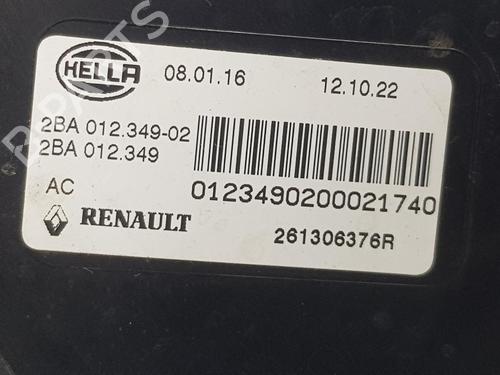 HELLA 08.01.16 12.10.22
2BA 012.349-02
2BA 012.349
AC 0123490200021740
RENAULT 261306376R